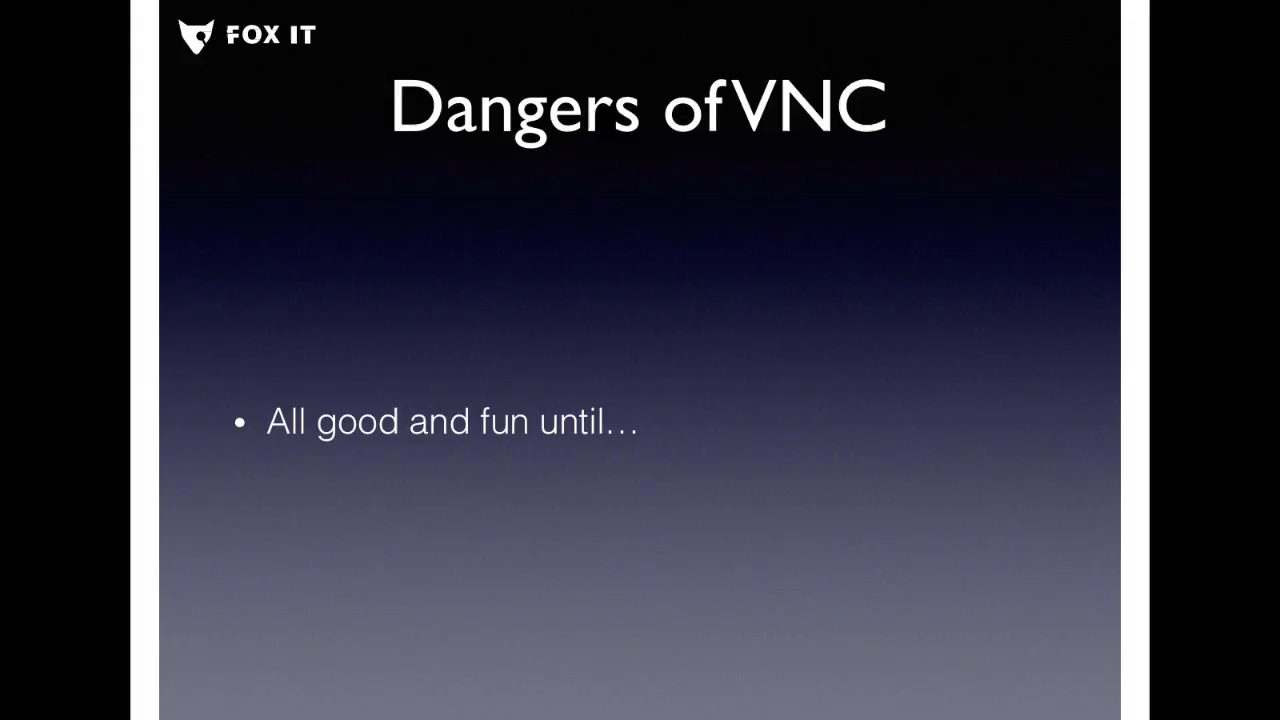 FOX IT
Dangers of VNC
• All good and fun until…